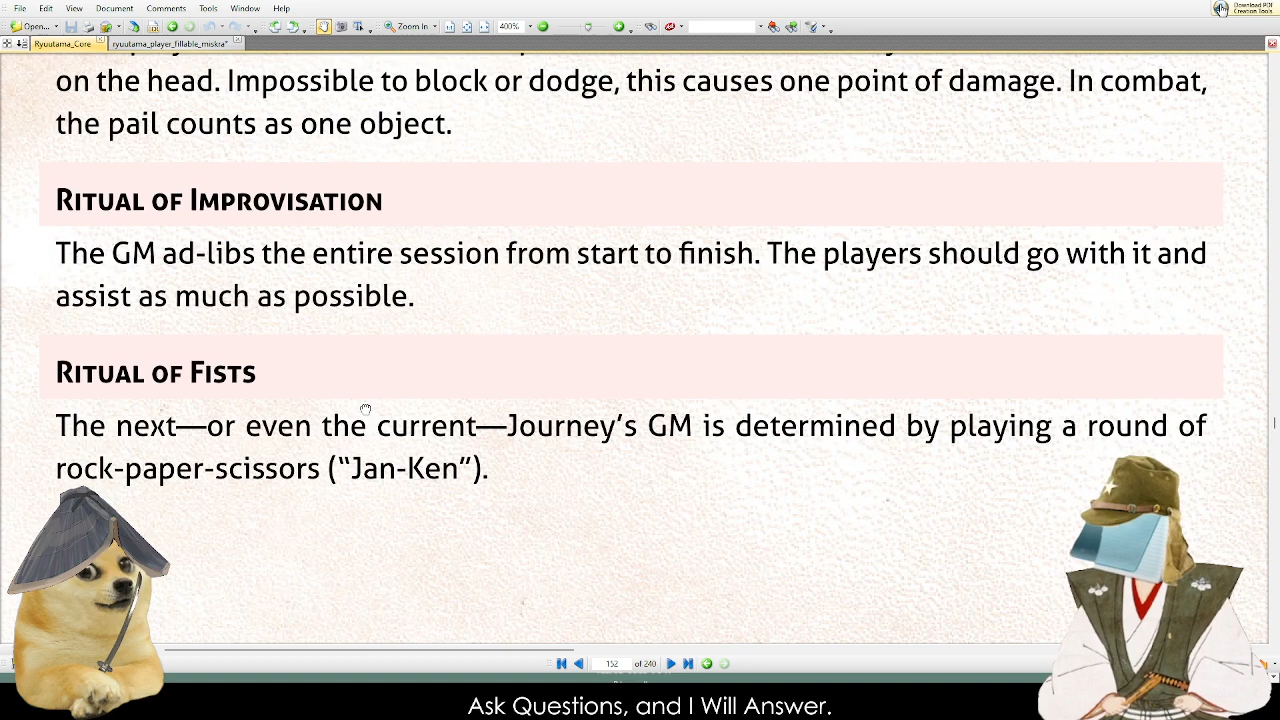 File Edit View Document Comments Tools Window Help
Download PDF
Creation Tools
Open... Zoom In 400%
Ryuutama_Core ryuutama_player_fillable_miskra*
on the head. Impossible to block or dodge, this causes one point of damage. In combat,
the pail counts as one object.
Ritual of Improvisation
The GM ad-libs the entire session from start to finish. The players should go with it and
assist as much as possible.
Ritual of Fists
The next—or even the current—Journey's GM is determined by playing a round of
rock-paper-scissors ("Jan-Ken").
152 of 240
Ask Questions, and I Will Answer.